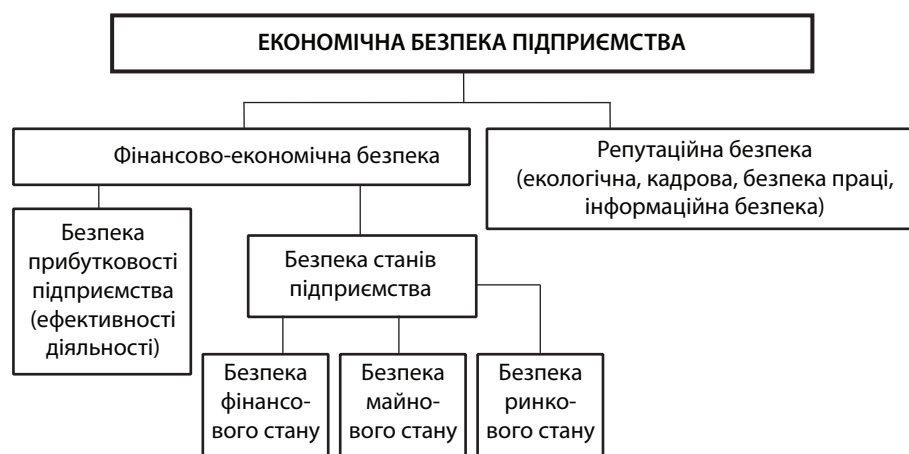 ЕКОНОМІЧНА БЕЗПЕКА ПІДПРИЄМСТВА
Фінансово-економічна безпека
Репутаційна безпека
(екологічна, кадрова, безпека праці,
інформаційна безпека)
Безпека
прибутковості
підприємства
(ефективності
діяльності)
Безпека станів
підприємства
Безпека
фінансо-
вого стану
Безпека
майно-
вого стану
Безпека
ринко-
вого стану